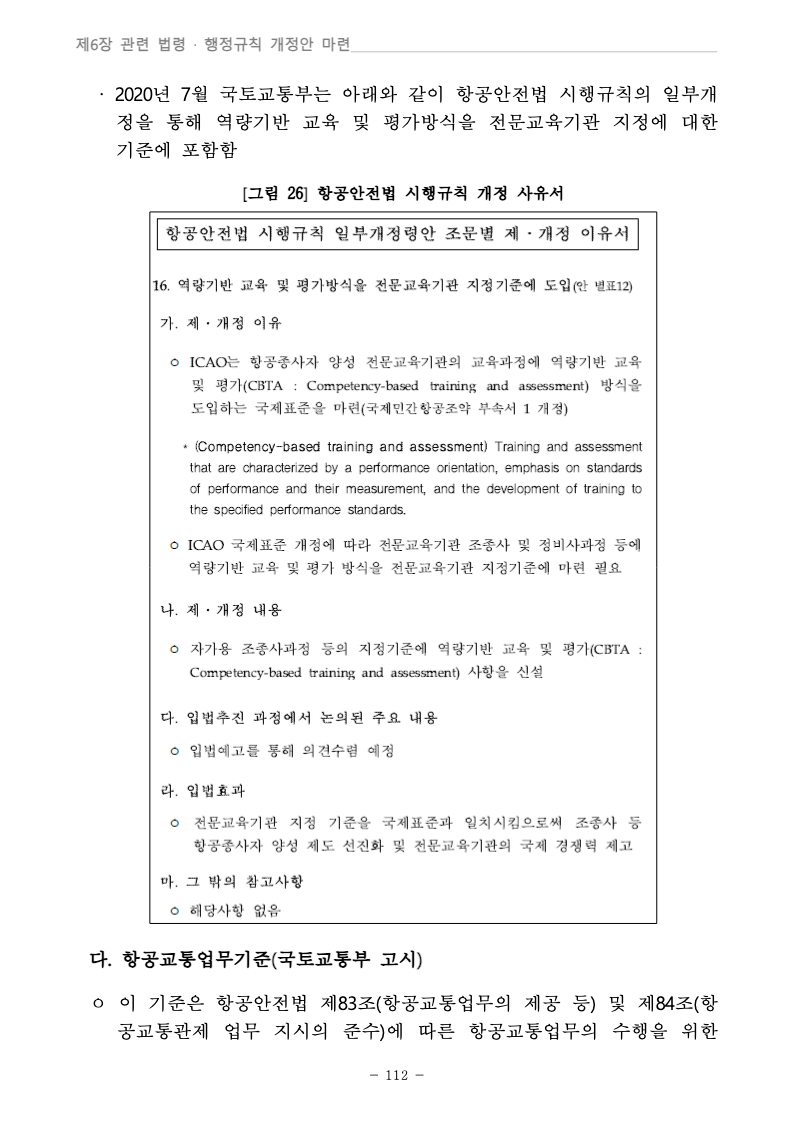 제6장 관련 법령 · 행정규칙 개정안 마련
· 2020년 7월 국토교통부는 아래와 같이 항공안전법 시행규칙의 일부개
정을 통해 역량기반 교육 및 평가방식을 전문교육기관 지정에 대한
기준에 포함함
[그림 26] 항공안전법 시행규칙 개정 사유서
항공안전법 시행규칙 일부개정령안 조문별 제・개정 이유서
16. 역량기반 교육 및 평가방식을 전문교육기관 지정기준에 도입(안 별표12)
가. 제・개정 이유
ㅇ ICAO는 항공종사자 양성 전문교육기관의 교육과정에 역량기반 교육
및 평가(CBTA : Competency-based training and assessment) 방식을
도입하는 국제표준을 마련(국제민간항공조약 부속서 1 개정)
* (Competency-based training and assessment) Training and assessment
that are characterized by a performance orientation, emphasis on standards
of performance and their measurement, and the development of training to
the specified performance standards.
ㅇ ICAO 국제표준 개정에 따라 전문교육기관 조종사 및 정비사과정 등에
역량기반 교육 및 평가 방식을 전문교육기관 지정기준에 마련 필요
나. 제・개정 내용
ㅇ 자가용 조종사과정 등의 지정기준에 역량기반 교육 및 평가(CBTA :
Competency-based training and assessment) 사항을 신설
다. 입법추진 과정에서 논의된 주요 내용
ㅇ 입법예고를 통해 의견수렴 예정
라. 입법효과
ㅇ 전문교육기관 지정 기준을 국제표준과 일치시킴으로써 조종사 등
항공종사자 양성 제도 선진화 및 전문교육기관의 국제 경쟁력 제고
마. 그 밖의 참고사항
ㅇ 해당사항 없음
다. 항공교통업무기준(국토교통부 고시)
ㅇ 이 기준은 항공안전법 제83조(항공교통업무의 제공 등) 및 제84조(항
공교통관제 업무 지시의 준수)에 따른 항공교통업무의 수행을 위한
- 112 -